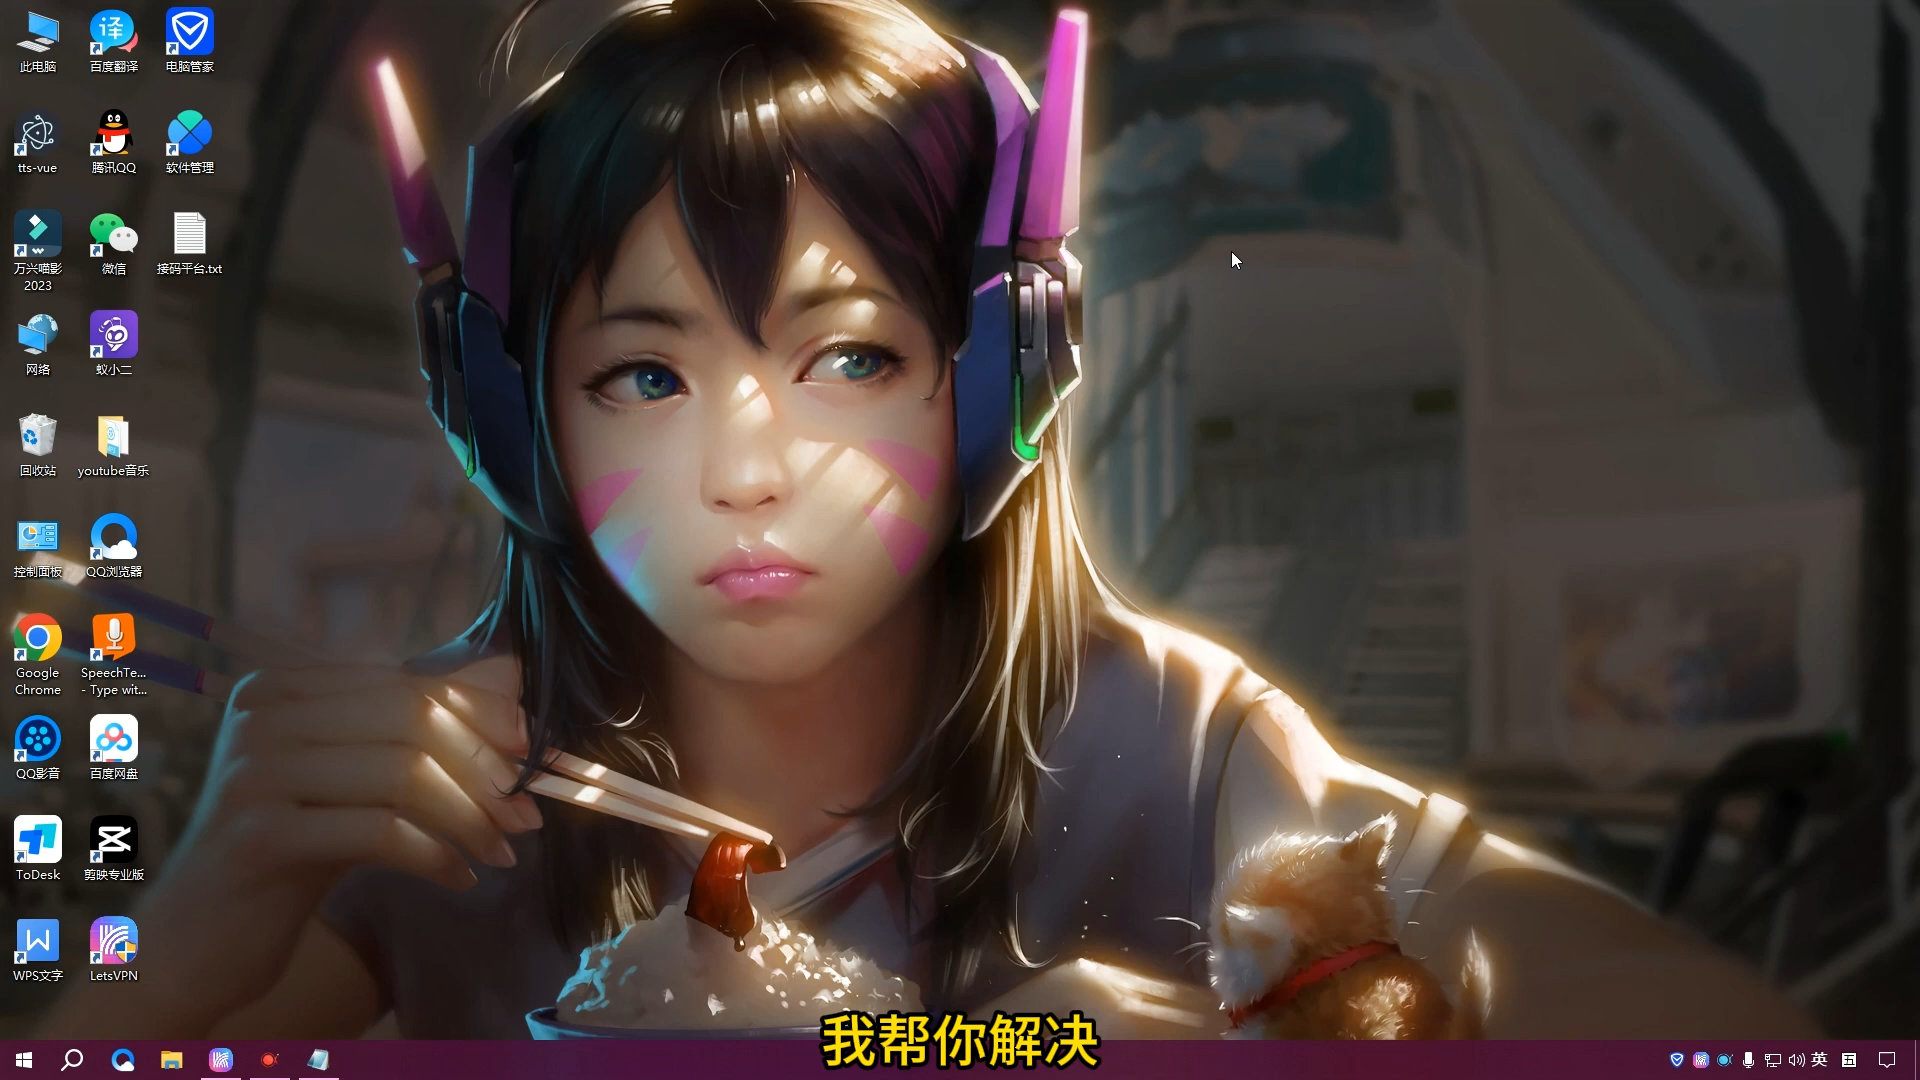 此电脑
百度翻译
电脑管家
tts-vue
腾讯QQ
软件管理
万兴喵影
2023
微信
接码平台.txt
网络
蚁小二
回收站
youtube音乐
控制面板
QQ浏览器
Google
Chrome
SpeechTe...
- Type wit...
QQ影音
百度网盘
ToDesk
剪映专业版
WPS文字
LetsVPN
我帮你解决
英
五
译